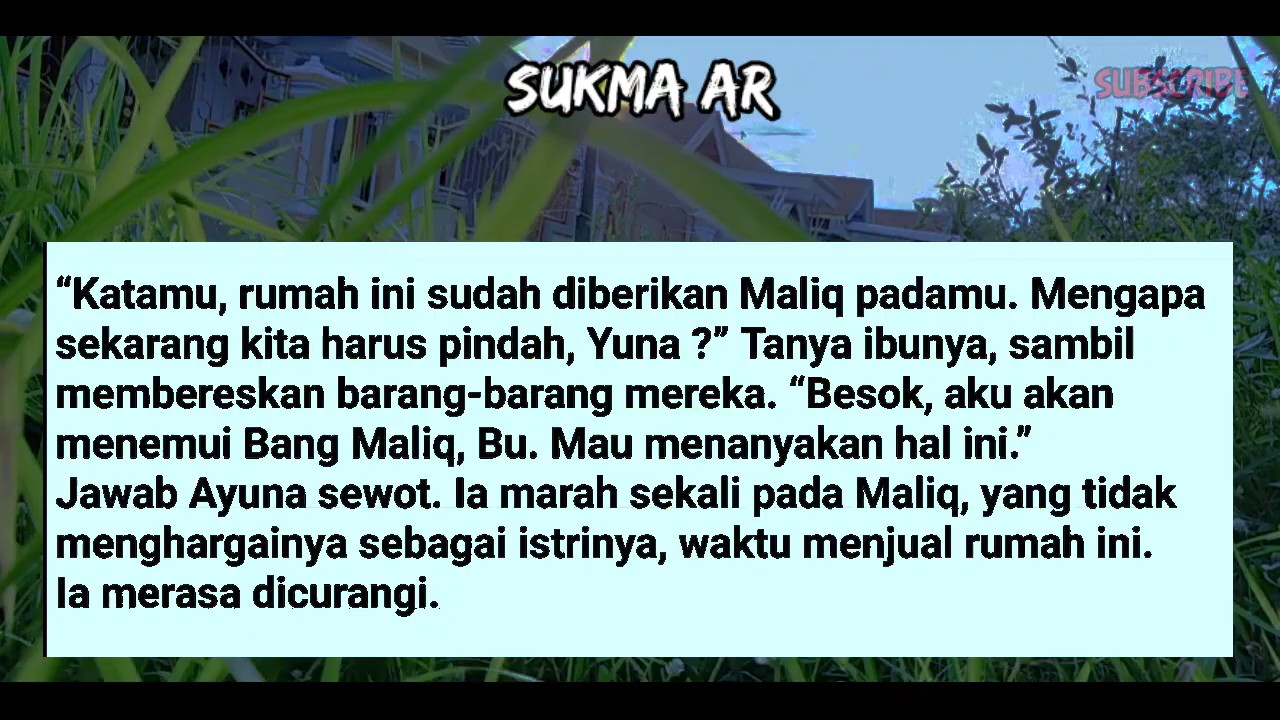 SUKMA AR
SUBSCRIBE
“Katamu, rumah ini sudah diberikan Maliq padamu. Mengapa
sekarang kita harus pindah, Yuna ?” Tanya ibunya, sambil
membereskan barang-barang mereka. “Besok, aku akan
menemui Bang Maliq, Bu. Mau menanyakan hal ini.”
Jawab Ayuna sewot. Ia marah sekali pada Maliq, yang tidak
menghargainya sebagai istrinya, waktu menjual rumah ini.
Ia merasa dicurangi.